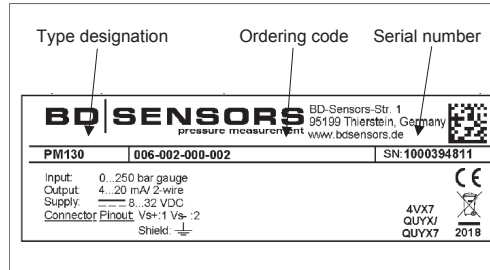 Type designation Ordering code Serial number
BD SENSORS
pressure measurement
BD-Sensors-Str. 1
95199 Thierstein, Germany
www.bdsensors.de
PM130 006-002-000-002 SN:1000394811
Input: 0...250 bar gauge
Output: 4...20 mA/ 2-wire
Supply: 8...32 VDC
Connector Pinout: Vs+:1 Vs-:2
Shield:
CE
4VX7
QUYX/
QUYX7 2018